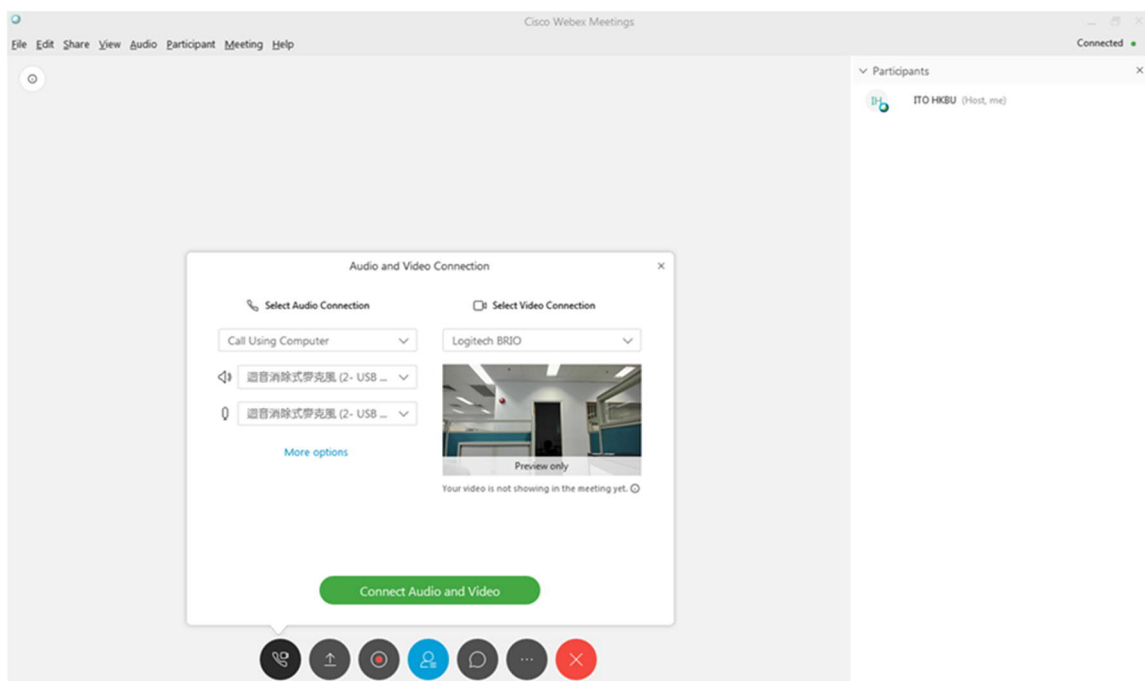 Cisco Webex Meetings
File Edit Share View Audio Participant Meeting Help
Connected
Participants
IH
ITO HKBU (Host, me)
Audio and Video Connection
Select Audio Connection
Select Video Connection
Call Using Computer
Logitech BRIO
迴音消除式麥克風 (2- USB ...
迴音消除式麥克風 (2- USB ...
More options
Preview only
Your video is not showing in the meeting yet.
Connect Audio and Video